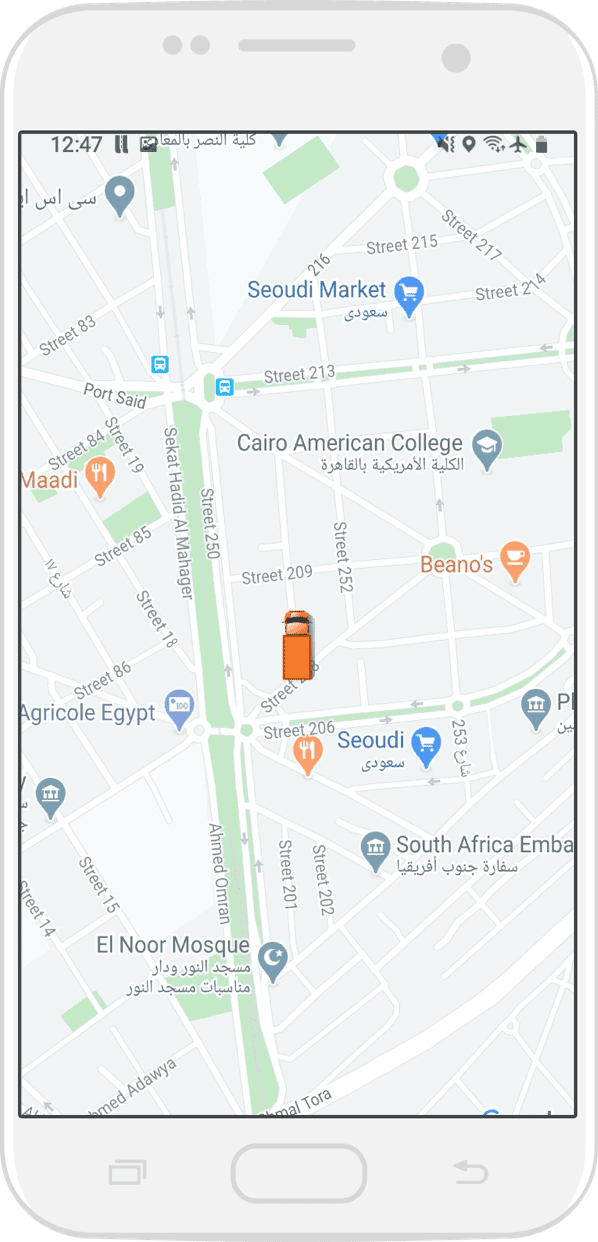 12:47
كلية النصر بالمعا
سى اس اي
Street 217
Street 215
216
Seoudi Market
سعودى
Street 214
Street 83
Street 213
Port Said
Street 84
Street 19
Sekat Hadid Al Mahager
Cairo American College
الكلية الأمريكية بالقاهرة
Maadi
Street 250
Street 252
Street 85
شارع ١٧
Street 209
Beano's
Street 18
Street 86
Agricole Egypt
100
Street 206
Seoudi
سعودى
شارع 253
Ahmed Omran
Street 201
Street 202
South Africa Emba
سفارة جنوب أفريقيا
Street 15
Street 14
El Noor Mosque
مسجد النور ودار
مناسبات مسجد النور
hmed Adawya
hmal Tora